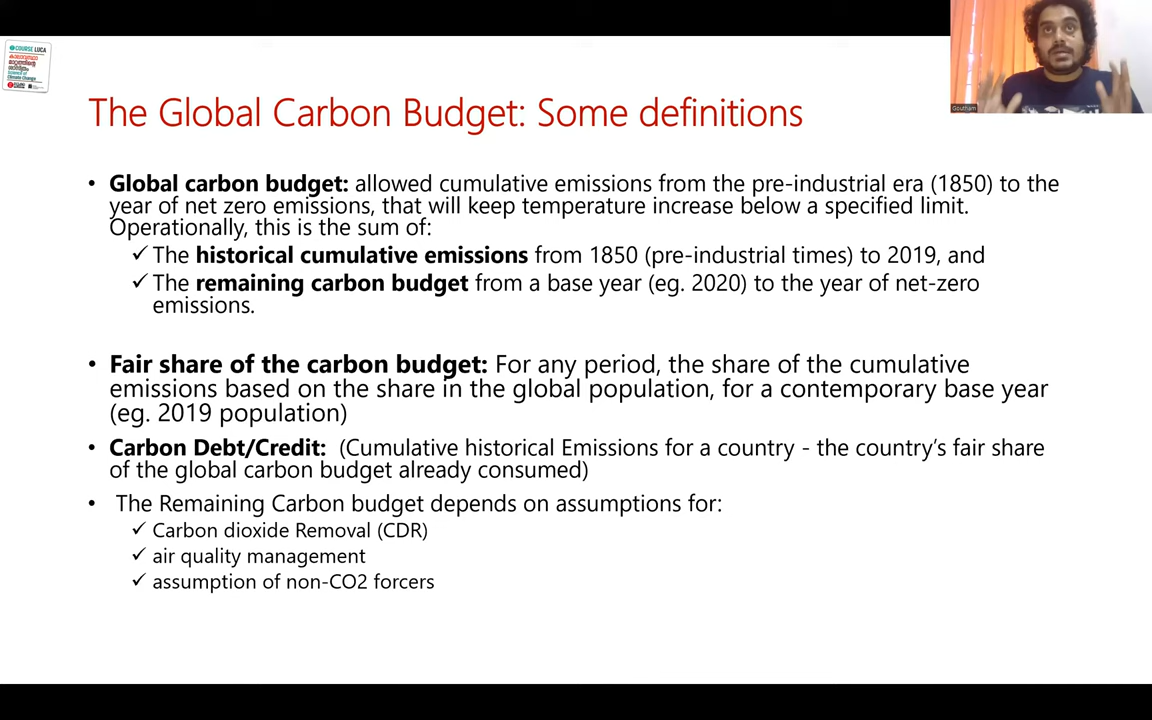 COURSE LUCA
The Global Carbon Budget: Some definitions
Goutham
• Global carbon budget: allowed cumulative emissions from the pre-industrial era (1850) to the
year of net zero emissions, that will keep temperature increase below a specified limit.
Operationally, this is the sum of:
✓ The historical cumulative emissions from 1850 (pre-industrial times) to 2019, and
✓ The remaining carbon budget from a base year (eg. 2020) to the year of net-zero
emissions.
• Fair share of the carbon budget: For any period, the share of the cumulative
emissions based on the share in the global population, for a contemporary base year
(eg. 2019 population)
• Carbon Debt/Credit: (Cumulative historical Emissions for a country - the country's fair share
of the global carbon budget already consumed)
• The Remaining Carbon budget depends on assumptions for:
✓ Carbon dioxide Removal (CDR)
✓ air quality management
✓ assumption of non-CO2 forcers